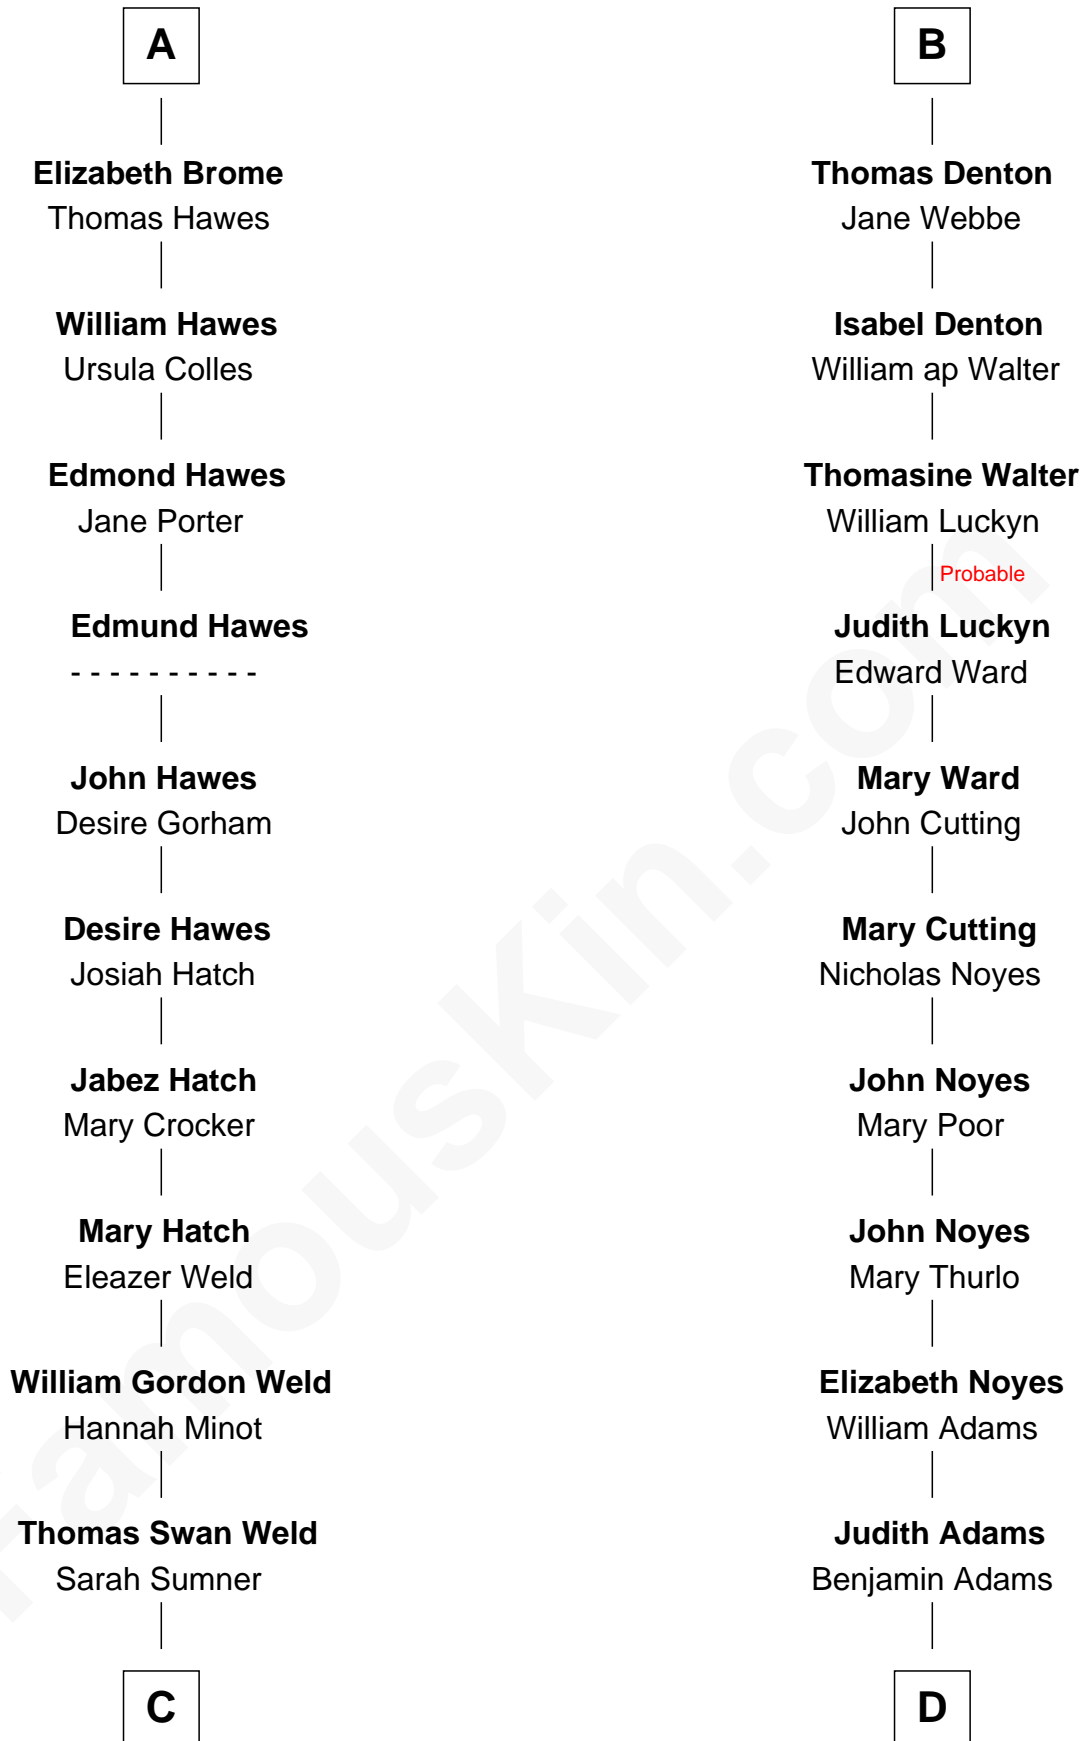 A
Elizabeth Brome
Thomas Hawes
William Hawes
Ursula Colles
Edmond Hawes
Jane Porter
Edmund Hawes
- - - - - - - - - -
John Hawes
Desire Gorham
Desire Hawes
Josiah Hatch
Jabez Hatch
Mary Crocker
Mary Hatch
Eleazer Weld
William Gordon Weld
Hannah Minot
Thomas Swan Weld
Sarah Sumner
C
B
Thomas Denton
Jane Webbe
Isabel Denton
William ap Walter
Thomasine Walter
William Luckyn
Probable
Judith Luckyn
Edward Ward
Mary Ward
John Cutting
Mary Cutting
Nicholas Noyes
John Noyes
Mary Poor
John Noyes
Mary Thurlo
Elizabeth Noyes
William Adams
Judith Adams
Benjamin Adams
D
FamousKin.com